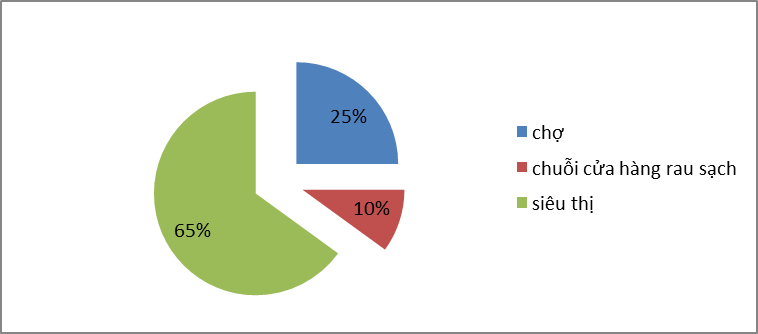 25%
10%
65%
chợ
chuỗi cửa hàng rau sạch
siêu thị